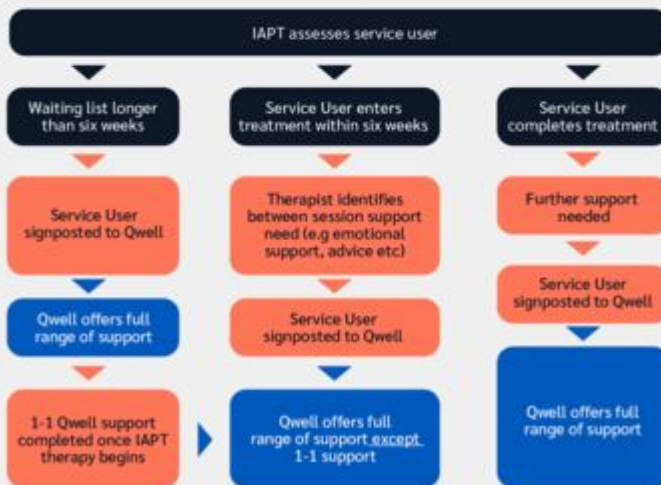 IAPT assesses service user
Waiting list longer
than six weeks
Service User
signposted to Qwell
Qwell offers full
range of support
1-1 Qwell support
completed once IAPT
therapy begins
Service User enters
treatment within six weeks
Therapist identifies
between session support
need (e.g emotional
support, advice etc)
Service User
signposted to Qwell
Qwell offers full
range of support except
1-1 support
Service User
completes treatment
Further support
needed
Service User
signposted to Qwell
Qwell offers full
range of support